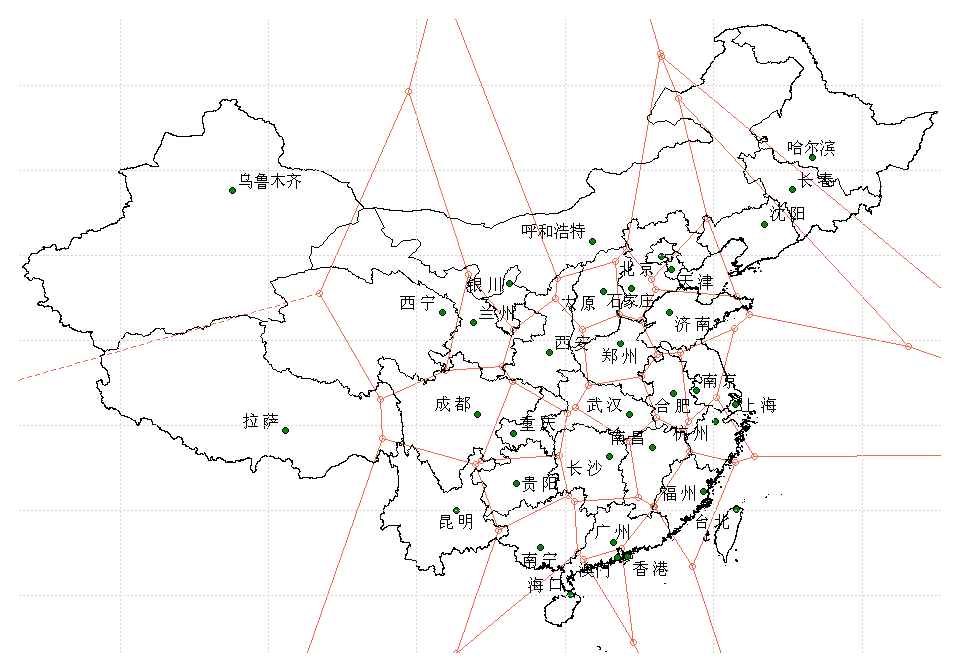 哈尔滨
长春
乌鲁木齐
沈阳
呼和浩特
北京
天津
银川
西宁
太原
石家庄
兰州
济南
西安
郑州
南京
成都
武汉
合肥
上海
拉萨
重庆
南昌
杭州
长沙
贵阳
福州
昆明
台北
广州
南宁
澳门
香港
海口